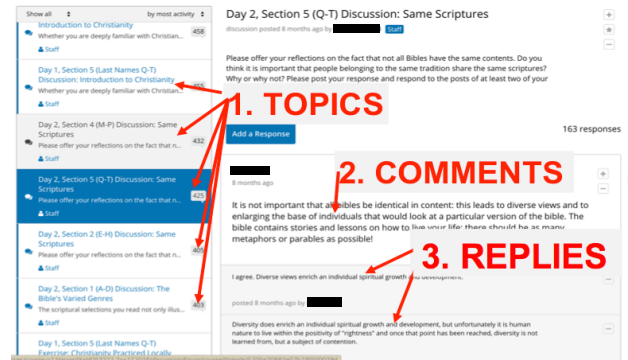 Show all
by most activity
Introduction to Christianity
Whether you are deeply familiar with Christian...
458
Staff
Day 1, Section 5 (Last Names Q-T)
Discussion: Introduction to Christianity
Whether you are deeply familiar with Christian...
Staff
Day 2, Section 4 (M-P) Discussion: Same
Scriptures
Please offer your reflections on the fact that n...
432
Staff
Day 2, Section 5 (Q-T) Discussion: Same
Scriptures
Please offer your reflections on the fact that n...
425
Staff
Day 2, Section 2 (E-H) Discussion: Same
Scriptures
Please offer your reflections on the fact that n...
405
Staff
Day 2, Section 1 (A-D) Discussion: The
Bible's Varied Genres
The scriptural selections you read not only illus...
403
Staff
Day 1, Section 5 (Last Names Q-T)
Exercise: Christianity Practiced Locally
Day 2, Section 5 (Q-T) Discussion: Same Scriptures
discussion posted 8 months ago by
Staff
Please offer your reflections on the fact that not all Bibles have the same contents. Do you
think it is important that people belonging to the same tradition share the same scriptures?
Why or why not? Please post your response and respond to the posts of at least two of your
1. TOPICS
Add a Response
163 responses
2. COMMENTS
8 months ago
It is not important that all bibles be identical in content: this leads to diverse views and to
enlarging the base of individuals that would look at a particular version of the bible. The
bible contains stories and lessons on how to live your life; there should be as many
metaphors or parables as possible!
3. REPLIES
I agree. Diverse views enrich an individual spiritual growth and development.
posted 8 months ago by
Diversity does enrich an individual spiritual growth and development, but unfortunately it is human
nature to live within the positivity of "rightness" and once that point has been reached, diversity is not
learned from, but a subject of contention.